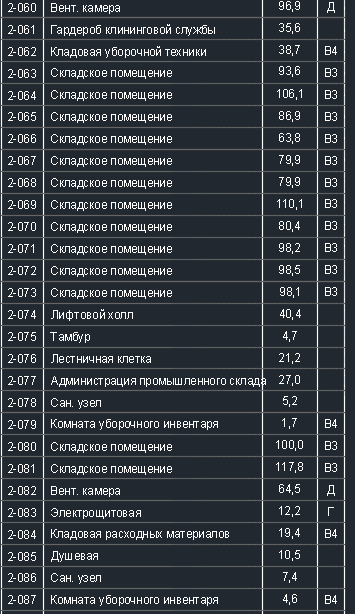 2-060 Вент. камера 96,9 Д
2-061 Гардероб клининговой службы 35,6
2-062 Кладовая уборочной техники 38,7 В4
2-063 Складское помещение 93,6 В3
2-064 Складское помещение 106,1 В3
2-065 Складское помещение 86,9 В3
2-066 Складское помещение 63,8 В3
2-067 Складское помещение 79,9 В3
2-068 Складское помещение 79,9 В3
2-069 Складское помещение 110,1 В3
2-070 Складское помещение 80,4 В3
2-071 Складское помещение 98,2 В3
2-072 Складское помещение 98,5 В3
2-073 Складское помещение 98,1 В3
2-074 Лифтовой холл 40,4
2-075 Тамбур 4,7
2-076 Лестничная клетка 21,2
2-077 Администрация промышленного склада 27,0
2-078 Сан. узел 5,2
2-079 Комната уборочного инвентаря 1,7 В4
2-080 Складское помещение 100,0 В3
2-081 Складское помещение 117,8 В3
2-082 Вент. камера 64,5 Д
2-083 Электрощитовая 12,2 Г
2-084 Кладовая расходных материалов 19,4 В4
2-085 Душевая 10,5
2-086 Сан. узел 7,4
2-087 Комната уборочного инвентаря 4,6 В4